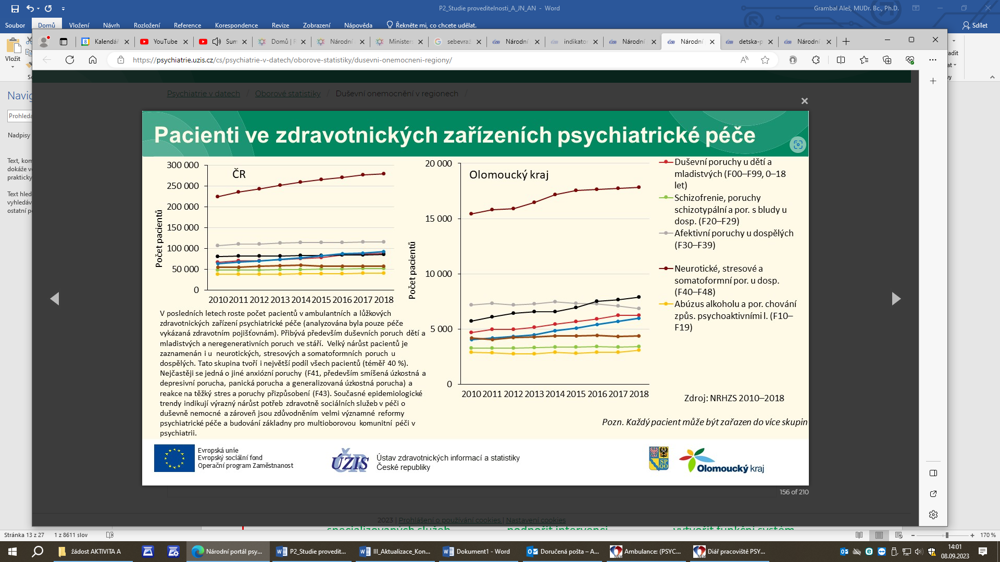 P2_Studie proveditelnosti_A_JN_AN - Word
Grambal Aleš, MUDr. Bc., Ph.D.
Soubor Domů Vložení Návrh Rozložení Reference Korespondence Revize Zobrazení Nápověda Řekněte mi, co chcete udělat. Sdílet
Kalendář YouTube Sum Domů | R Národní Ministers sebevraž Národní indikator Národní Národní detska-p Národní
https://psychiatrie.uzis.cz/cs/psychiatrie-v-datech/oborove-statistiky/dusevni-onemocneni-regiony/
Vložit
Navig
Prohleda
Nadpisy
Text, kom
dokáže ve
prakticky
Text hled
vyhledáv
ostatní p
Psychiatrie v datech / Oborové statistiky / Duševní onemocnění v regionech /
Pacienti ve zdravotnických zařízeních psychiatrické péče
ČR
Počet pacientů
300 000
250 000
200 000
150 000
100 000
50 000
0
2010 2011 2012 2013 2014 2015 2016 2017 2018
Olomoucký kraj
Počet pacientů
20 000
15 000
10 000
5 000
0
2010 2011 2012 2013 2014 2015 2016 2017 2018
Duševní poruchy u dětí a
mladistvých (F00–F99, 0–18
let)
Schizofrenie, poruchy
schizotypální a por. s bludy u
dosp. (F20–F29)
Afektivní poruchy u dospělých
(F30–F39)
Neurotické, stresové a
somatoformní por. u dosp.
(F40–F48)
Abúzus alkoholu a por. chování
způs. psychoaktivními l. (F10–
F19)
V posledních letech roste počet pacientů v ambulantních a lůžkových
zdravotnických zařízení psychiatrické péče (analyzována byla pouze péče
vykázaná zdravotním pojišťovnám). Přibývá především duševních poruch dětí a
mladistvých a neregenerativních poruch ve stáří. Velký nárůst pacientů je
zaznamenán i u neurotických, stresových a somatoformních poruch u
dospělých. Tato skupina tvoří i největší podíl všech pacientů (téměř 40 %).
Nejčastěji se jedná o jiné anxiózní poruchy (F41, především smíšená úzkostná a
depresivní porucha, panická porucha a generalizovaná úzkostná porucha) a
reakce na těžký stres a poruchy přizpůsobení (F43). Současné epidemiologické
trendy indikují výrazný nárůst potřeb zdravotně sociálních služeb v péči o
duševně nemocné a zároveň jsou zdůvodněním velmi významné reformy
psychiatrické péče a budování základny pro multioborovou komunitní péči v
psychiatrii.
Zdroj: NRHZS 2010–2018
Pozn. Každý pacient může být zařazen do více skupin
Evropská unie
Evropský sociální fond
Operační program Zaměstnanost
ÚZIS ČR
Ústav zdravotnických informací a statistiky
České republiky
Olomoucký kraj
156 of 210
2023 | Prohlášení o používání cookies | Nastavení cookies
specializovaných služeb podpořit intervenci vytvořit funkční systém
Stránka 13 z 27 1 z 8611 slov 170 %
žádost AKTIVITA A Národní portál psy... P2_Studie provedit... III_Aktualizace_Kon... Dokument1 - Word Doručená pošta – A... Ambulance: (PSYC... Diář pracoviště PSY...
14:01
08.09.2023